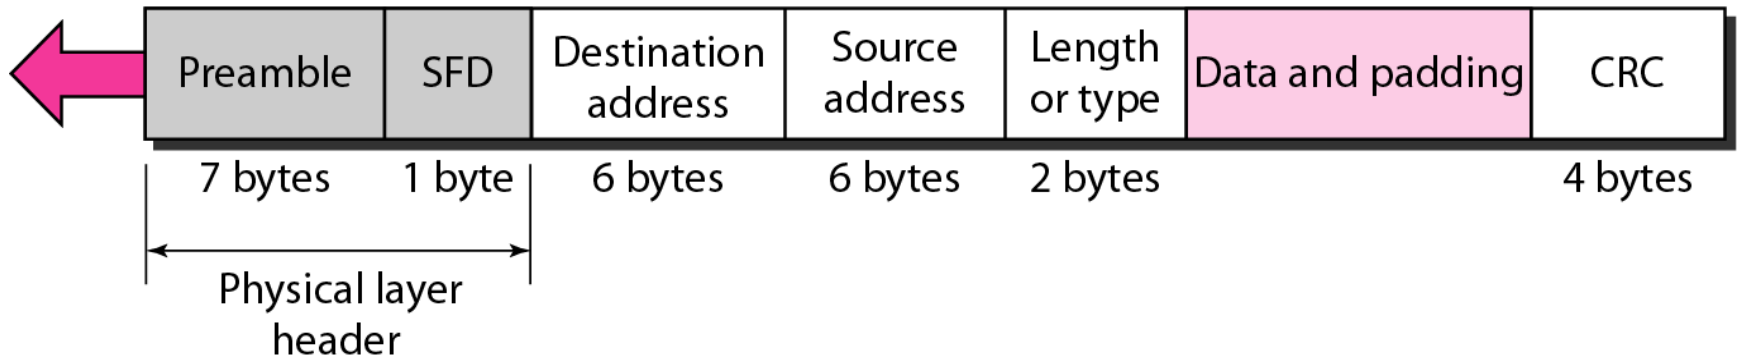 Preamble
SFD
Destination
address
Source
address
Length
or type
Data and padding
CRC
7 bytes
1 byte
6 bytes
6 bytes
2 bytes
4 bytes
Physical layer
header